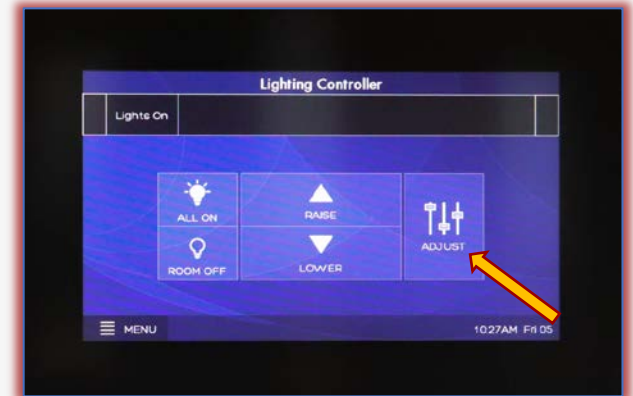 Lighting Controller
Lights On
ALL ON
RAISE
ADJUST
ROOM OFF
LOWER
MENU
10:27AM Fri 05